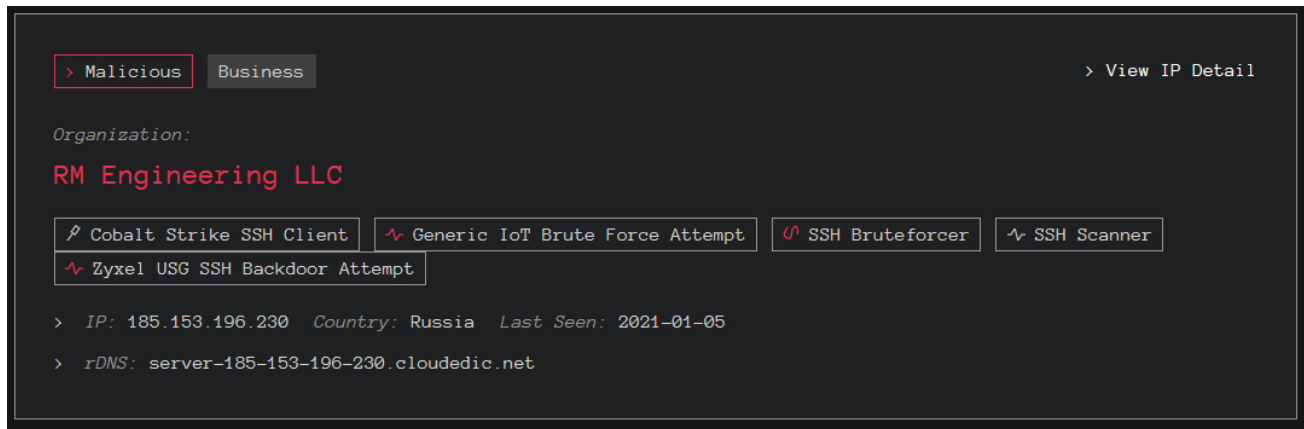 > Malicious Business > View IP Detail
Organization:
RM Engineering LLC
Cobalt Strike SSH Client Generic IoT Brute Force Attempt SSH Bruteforcer SSH Scanner
Zyxel USG SSH Backdoor Attempt
> IP: 185.153.196.230 Country: Russia Last Seen: 2021-01-05
> rDNS: server-185-153-196-230.cloudedic.net